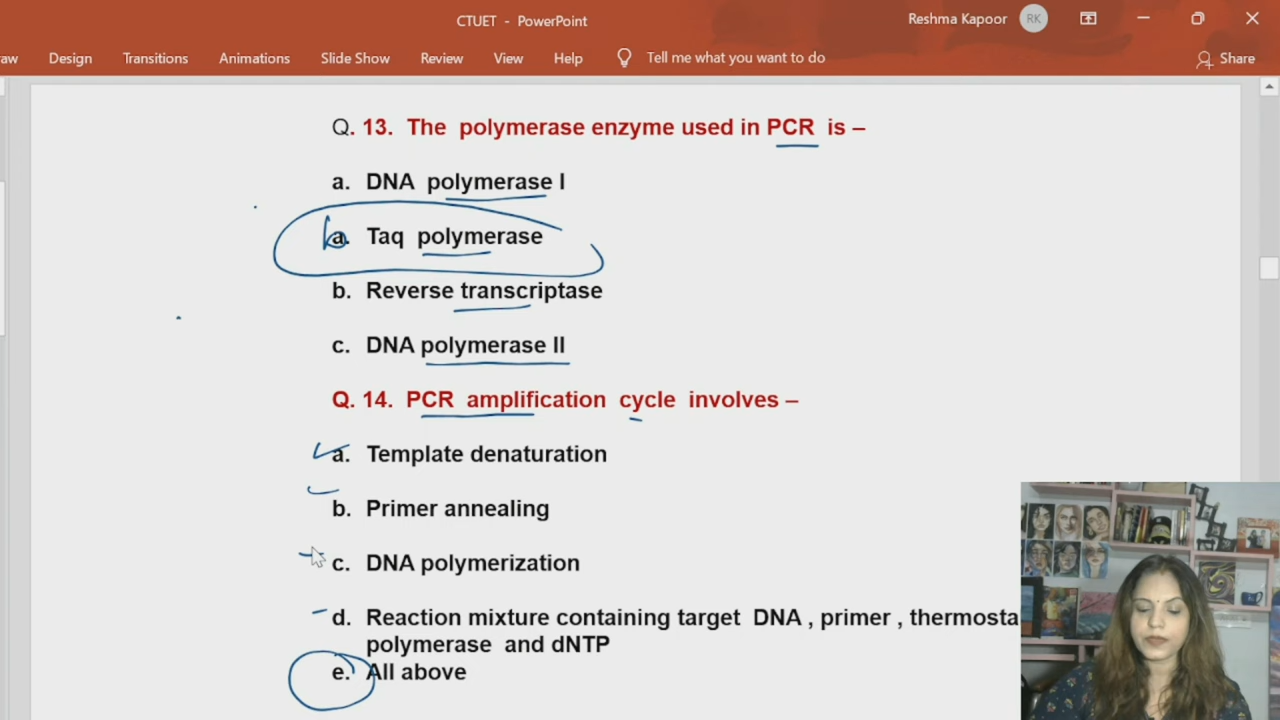 CTUET - PowerPoint
Reshma Kapoor RK
aw Design Transitions Animations Slide Show Review View Help Tell me what you want to do Share
Q. 13. The polymerase enzyme used in PCR is –
a. DNA polymerase I
b
a. Taq polymerase
b. Reverse transcriptase
c. DNA polymerase II
Q. 14. PCR amplification cycle involves –
a. Template denaturation
b. Primer annealing
c. DNA polymerization
d. Reaction mixture containing target DNA , primer , thermosta
polymerase and dNTP
e. All above